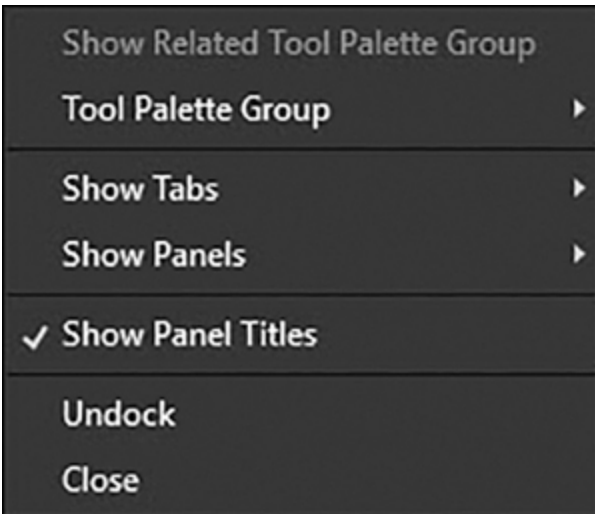 Show Related Tool Palette Group
Tool Palette Group
Show Tabs
Show Panels
Show Panel Titles
Undock
Close